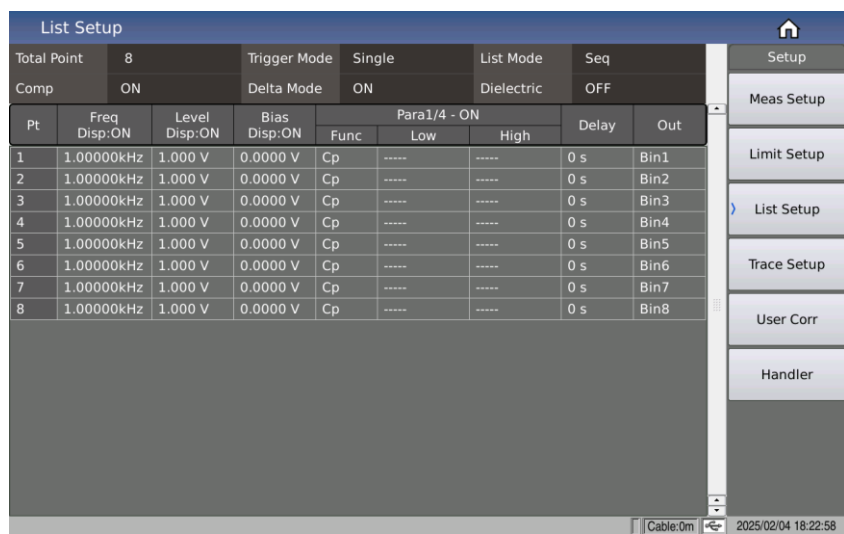 List Setup
Total Point 8 Trigger Mode Single List Mode Seq Setup
Comp ON Delta Mode ON Dielectric OFF
Meas Setup
Pt Freq Disp:ON Level Disp:ON Bias Disp:ON Para1/4 - ON Delay Out
Func Low High
1 1.00000kHz 1.000 V 0.0000 V Cp ----- ----- 0 s Bin1
2 1.00000kHz 1.000 V 0.0000 V Cp ----- ----- 0 s Bin2
3 1.00000kHz 1.000 V 0.0000 V Cp ----- ----- 0 s Bin3
4 1.00000kHz 1.000 V 0.0000 V Cp ----- ----- 0 s Bin4
5 1.00000kHz 1.000 V 0.0000 V Cp ----- ----- 0 s Bin5
6 1.00000kHz 1.000 V 0.0000 V Cp ----- ----- 0 s Bin6
7 1.00000kHz 1.000 V 0.0000 V Cp ----- ----- 0 s Bin7
8 1.00000kHz 1.000 V 0.0000 V Cp ----- ----- 0 s Bin8
Limit Setup
List Setup
Trace Setup
User Corr
Handler
Cable:0m 2025/02/04 18:22:58